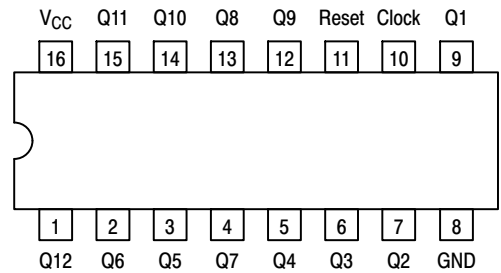 VCC Q11 Q10 Q8 Q9 Reset Clock Q1
16 15 14 13 12 11 10 9
1 2 3 4 5 6 7 8
Q12 Q6 Q5 Q7 Q4 Q3 Q2 GND